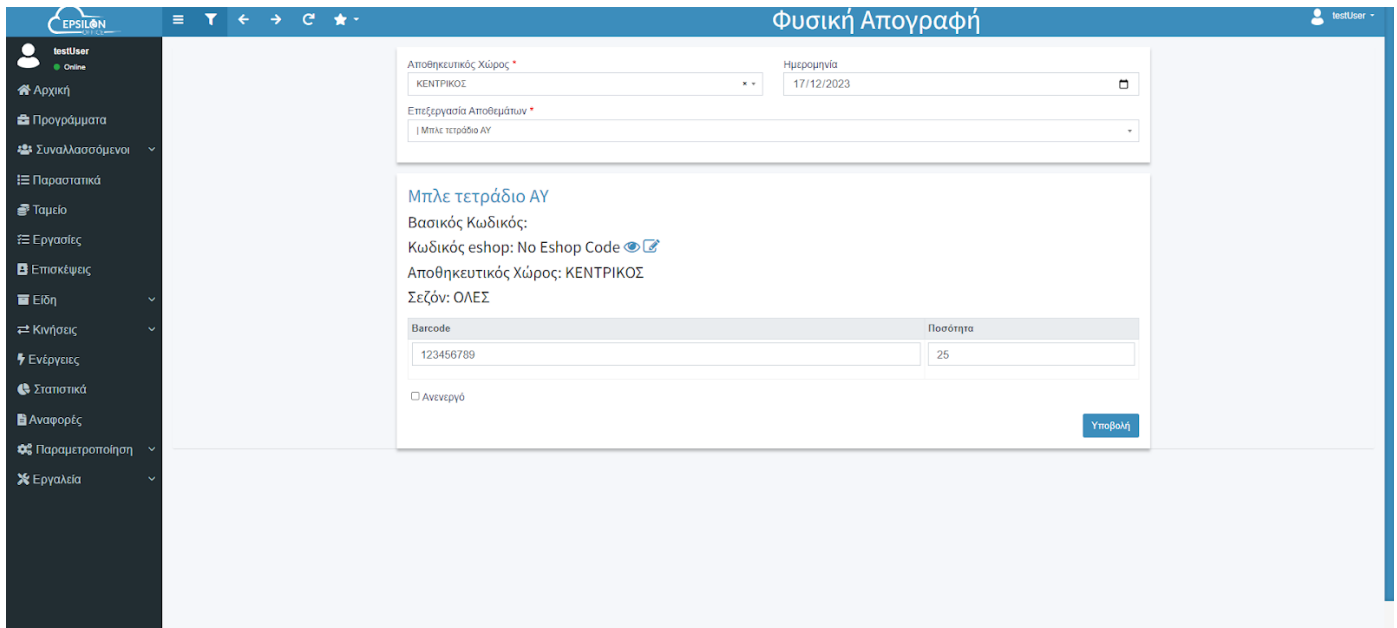 EPSILON
OFFICE
Φυσική Απογραφή
testUser
testUser
Online
Αρχική
Προγράμματα
Συναλλασσόμενοι
Παραστατικά
Ταμείο
Εργασίες
Επισκέψεις
Είδη
Κινήσεις
Ενέργειες
Στατιστικά
Αναφορές
Παραμετροποίηση
Εργαλεία
Αποθηκευτικός Χώρος * Ημερομηνία
ΚΕΝΤΡΙΚΟΣ × 17/12/2023
Επεξεργασία Αποθεμάτων *
| Μπλε τετράδιο ΑΥ
Μπλε τετράδιο ΑΥ
Βασικός Κωδικός:
Κωδικός eshop: No Eshop Code
Αποθηκευτικός Χώρος: ΚΕΝΤΡΙΚΟΣ
Σεζόν: ΟΛΕΣ
Barcode Ποσότητα
123456789 25
Ανενεργό
Υποβολή